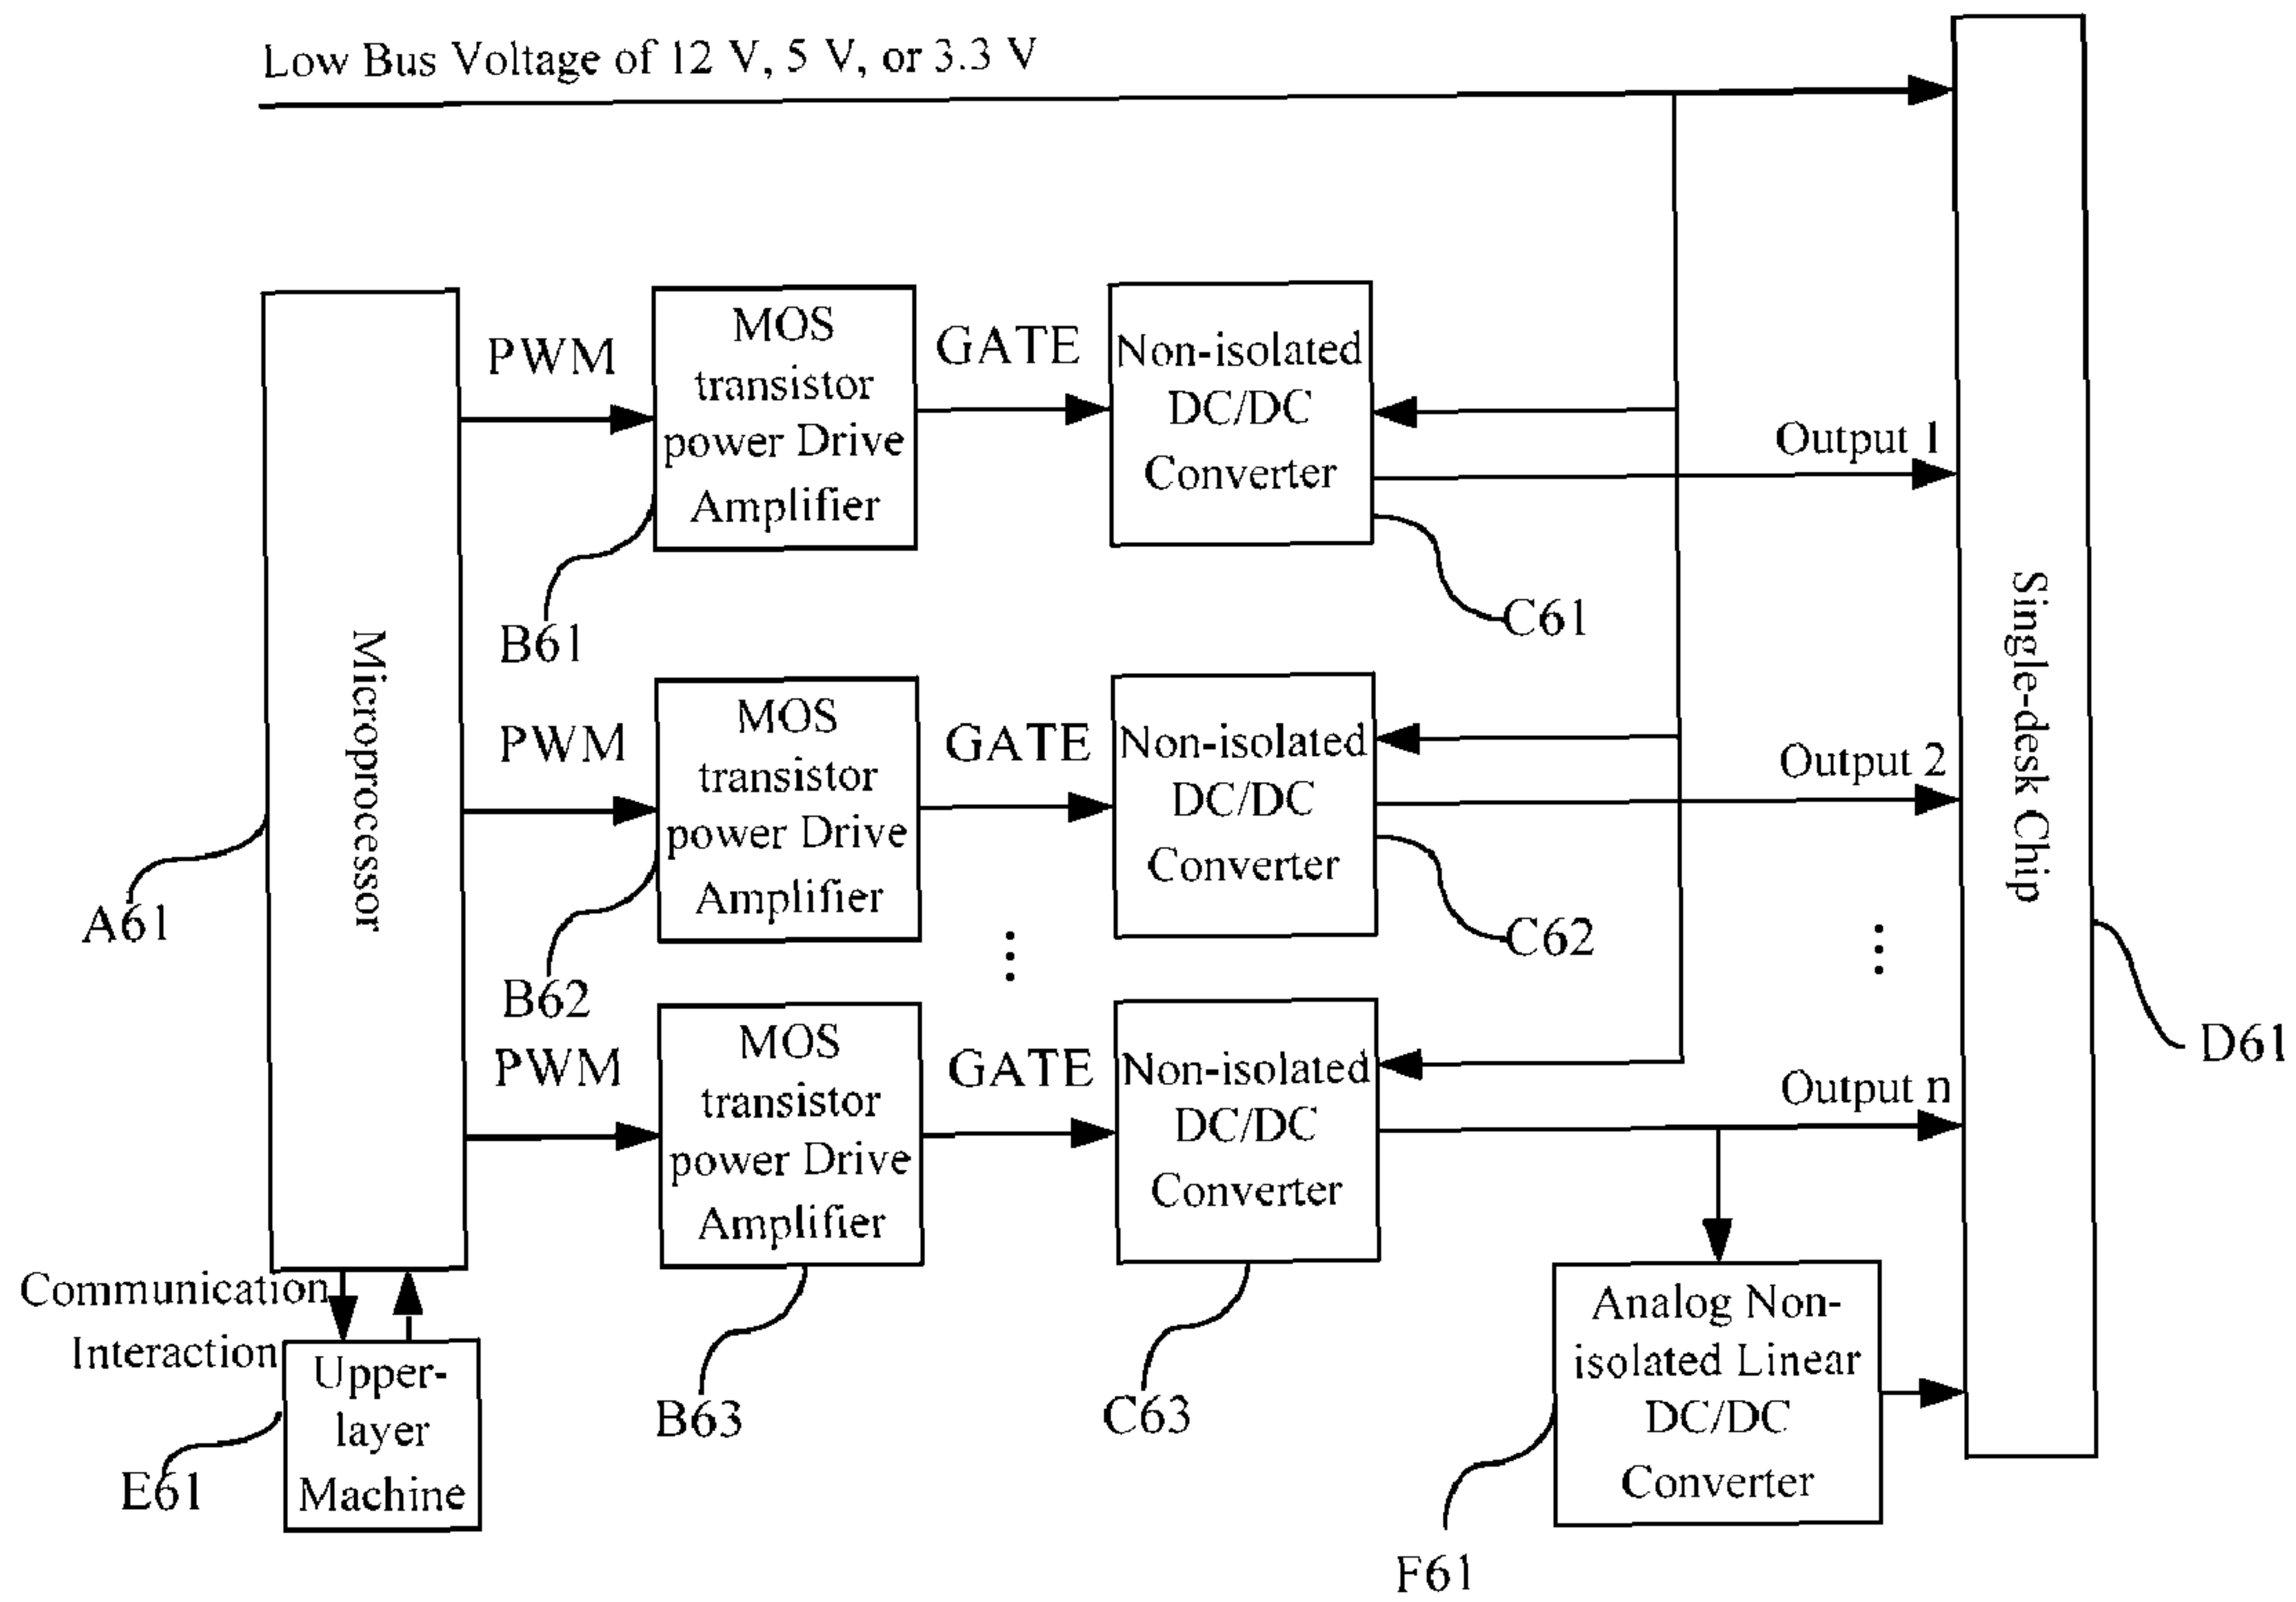 Low Bus Voltage of 12 V, 5 V, or 3.3 V
Microprocessor
A61
PWM
MOS
transistor
power Drive
Amplifier
B61
GATE
Non-isolated
DC/DC
Converter
C61
Output 1
PWM
MOS
transistor
power Drive
Amplifier
B62
GATE
Non-isolated
DC/DC
Converter
C62
Output 2
PWM
MOS
transistor
power Drive
Amplifier
B63
GATE
Non-isolated
DC/DC
Converter
C63
Output n
Single-desk Chip
D61
Communication
Interaction
Upper-
layer
Machine
E61
Analog Non-
isolated Linear
DC/DC
Converter
F61